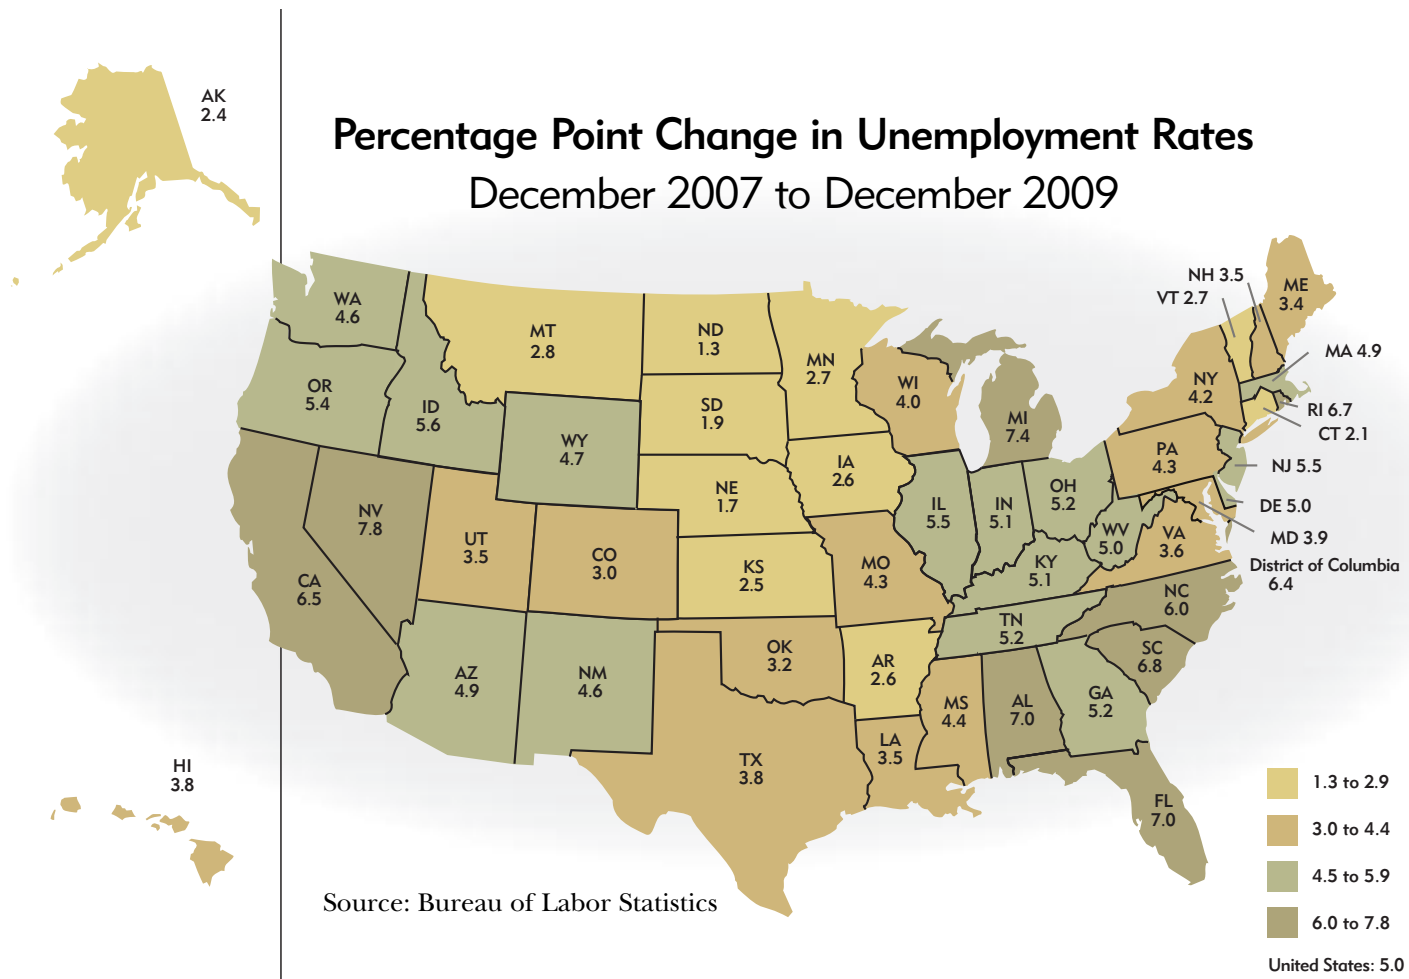 AK
2.4
Percentage Point Change in Unemployment Rates
December 2007 to December 2009
NH 3.5
VT 2.7
ME
3.4
WA
4.6
MT
2.8
ND
1.3
MN
2.7
MA 4.9
OR
5.4
ID
5.6
SD
1.9
WI
4.0
MI
7.4
NY
4.2
RI 6.7
CT 2.1
WY
4.7
IA
2.6
PA
4.3
NJ 5.5
NE
1.7
IL
5.5
IN
5.1
OH
5.2
DE 5.0
NV
7.8
UT
3.5
CO
3.0
WV
5.0
VA
3.6
MD 3.9
District of Columbia
6.4
CA
6.5
KS
2.5
MO
4.3
KY
5.1
NC
6.0
TN
5.2
SC
6.8
AZ
4.9
NM
4.6
OK
3.2
AR
2.6
MS
4.4
AL
7.0
GA
5.2
LA
3.5
TX
3.8
HI
3.8
FL
7.0
1.3 to 2.9
3.0 to 4.4
4.5 to 5.9
6.0 to 7.8
United States: 5.0
Source: Bureau of Labor Statistics